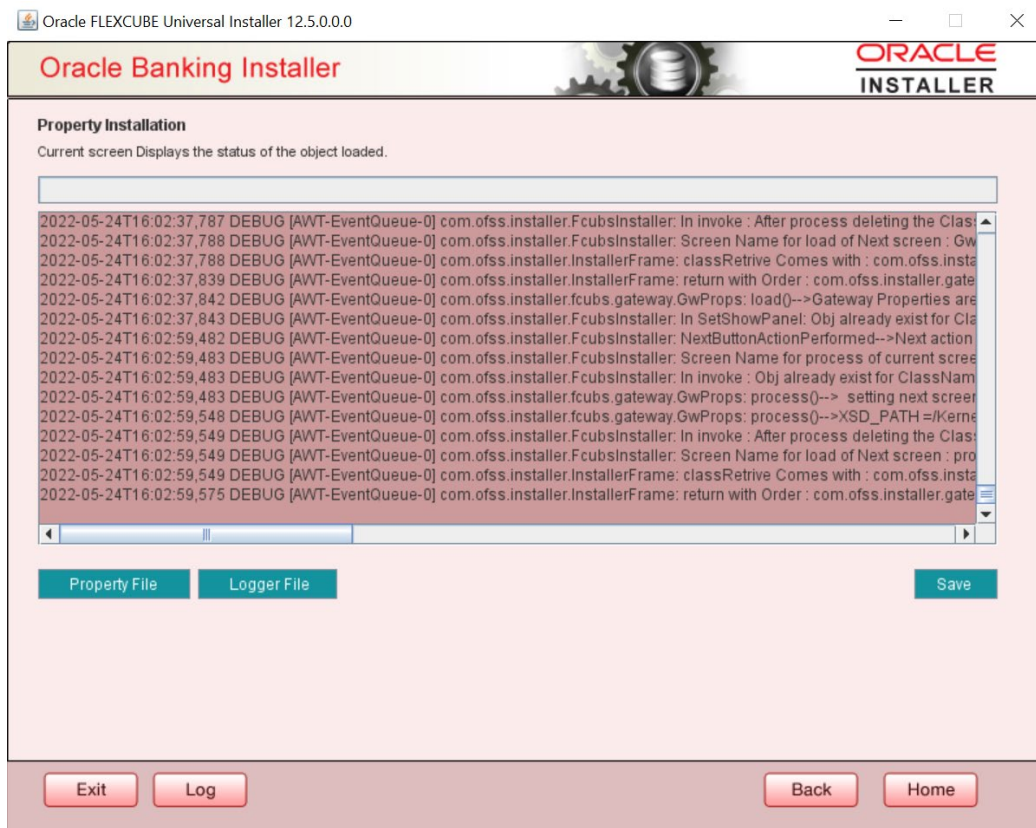 Oracle FLEXCUBE Universal Installer 12.5.0.0.0
Oracle Banking Installer
ORACLE
INSTALLER
Property Installation
Current screen Displays the status of the object loaded.
2022-05-24T16:02:37,787 DEBUG [AWT-EventQueue-0] com.ofss.installer.FcubsInstaller: In invoke : After process deleting the Clas
2022-05-24T16:02:37,788 DEBUG [AWT-EventQueue-0] com.ofss.installer.FcubsInstaller: Screen Name for load of Next screen : Gw
2022-05-24T16:02:37,788 DEBUG [AWT-EventQueue-0] com.ofss.installer.InstallerFrame: classRetrive Comes with : com.ofss.insta
2022-05-24T16:02:37,839 DEBUG [AWT-EventQueue-0] com.ofss.installer.InstallerFrame: return with Order : com.ofss.installer.gate
2022-05-24T16:02:37,842 DEBUG [AWT-EventQueue-0] com.ofss.installer.fcubs.gateway.GwProps: load()-->Gateway Properties are
2022-05-24T16:02:37,843 DEBUG [AWT-EventQueue-0] com.ofss.installer.FcubsInstaller: In SetShowPanel: Obj already exist for Cla
2022-05-24T16:02:59,482 DEBUG [AWT-EventQueue-0] com.ofss.installer.FcubsInstaller: NextButtonActionPerformed-->Next action
2022-05-24T16:02:59,483 DEBUG [AWT-EventQueue-0] com.ofss.installer.FcubsInstaller: Screen Name for process of current scree
2022-05-24T16:02:59,483 DEBUG [AWT-EventQueue-0] com.ofss.installer.FcubsInstaller: In invoke : Obj already exist for ClassNam
2022-05-24T16:02:59,483 DEBUG [AWT-EventQueue-0] com.ofss.installer.fcubs.gateway.GwProps: process()--> setting next screen
2022-05-24T16:02:59,548 DEBUG [AWT-EventQueue-0] com.ofss.installer.fcubs.gateway.GwProps: process()-->XSD_PATH =/Kerne
2022-05-24T16:02:59,549 DEBUG [AWT-EventQueue-0] com.ofss.installer.FcubsInstaller: In invoke : After process deleting the Clas
2022-05-24T16:02:59,549 DEBUG [AWT-EventQueue-0] com.ofss.installer.FcubsInstaller: Screen Name for load of Next screen : pro
2022-05-24T16:02:59,549 DEBUG [AWT-EventQueue-0] com.ofss.installer.InstallerFrame: classRetrive Comes with : com.ofss.insta
2022-05-24T16:02:59,575 DEBUG [AWT-EventQueue-0] com.ofss.installer.InstallerFrame: return with Order : com.ofss.installer.gate
Property File Logger File Save
Exit Log Back Home